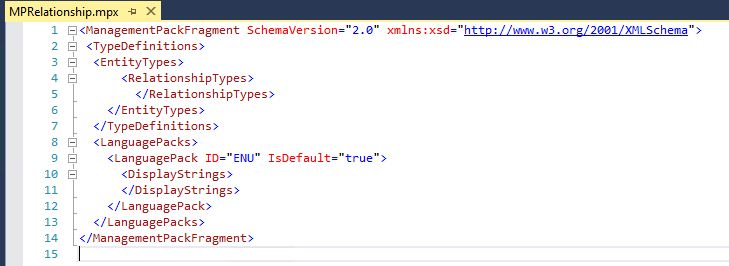 MPRelationship.mpx
1 <ManagementPackFragment SchemaVersion="2.0" xmlns:xsd="http://www.w3.org/2001/XMLSchema">
2 <TypeDefinitions>
3 <EntityTypes>
4 <RelationshipTypes>
5 </RelationshipTypes>
6 </EntityTypes>
7 </TypeDefinitions>
8 <LanguagePacks>
9 <LanguagePack ID="ENU" IsDefault="true">
10 <DisplayStrings>
11 </DisplayStrings>
12 </LanguagePack>
13 </LanguagePacks>
14 </ManagementPackFragment>
15